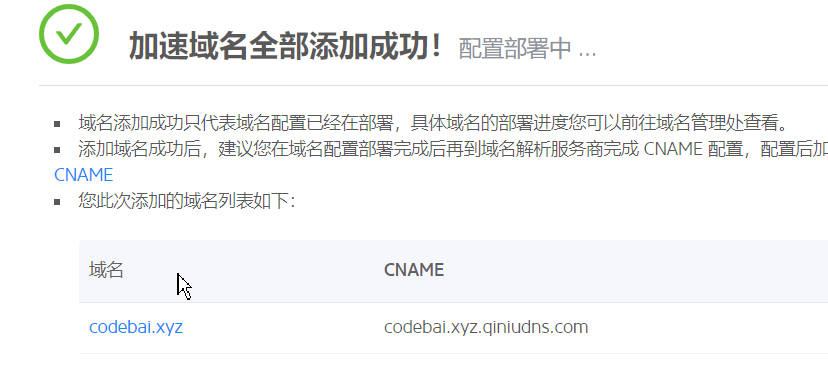 加速域名全部添加成功！配置部署中 ...
域名添加成功只代表域名配置已经在部署，具体域名的部署进度您可以前往域名管理处查看。
添加域名成功后，建议您在域名配置部署完成后再到域名解析服务商完成 CNAME 配置，配置后加
CNAME
您此次添加的域名列表如下：
域名 CNAME
codebai.xyz codebai.xyz.qiniudns.com